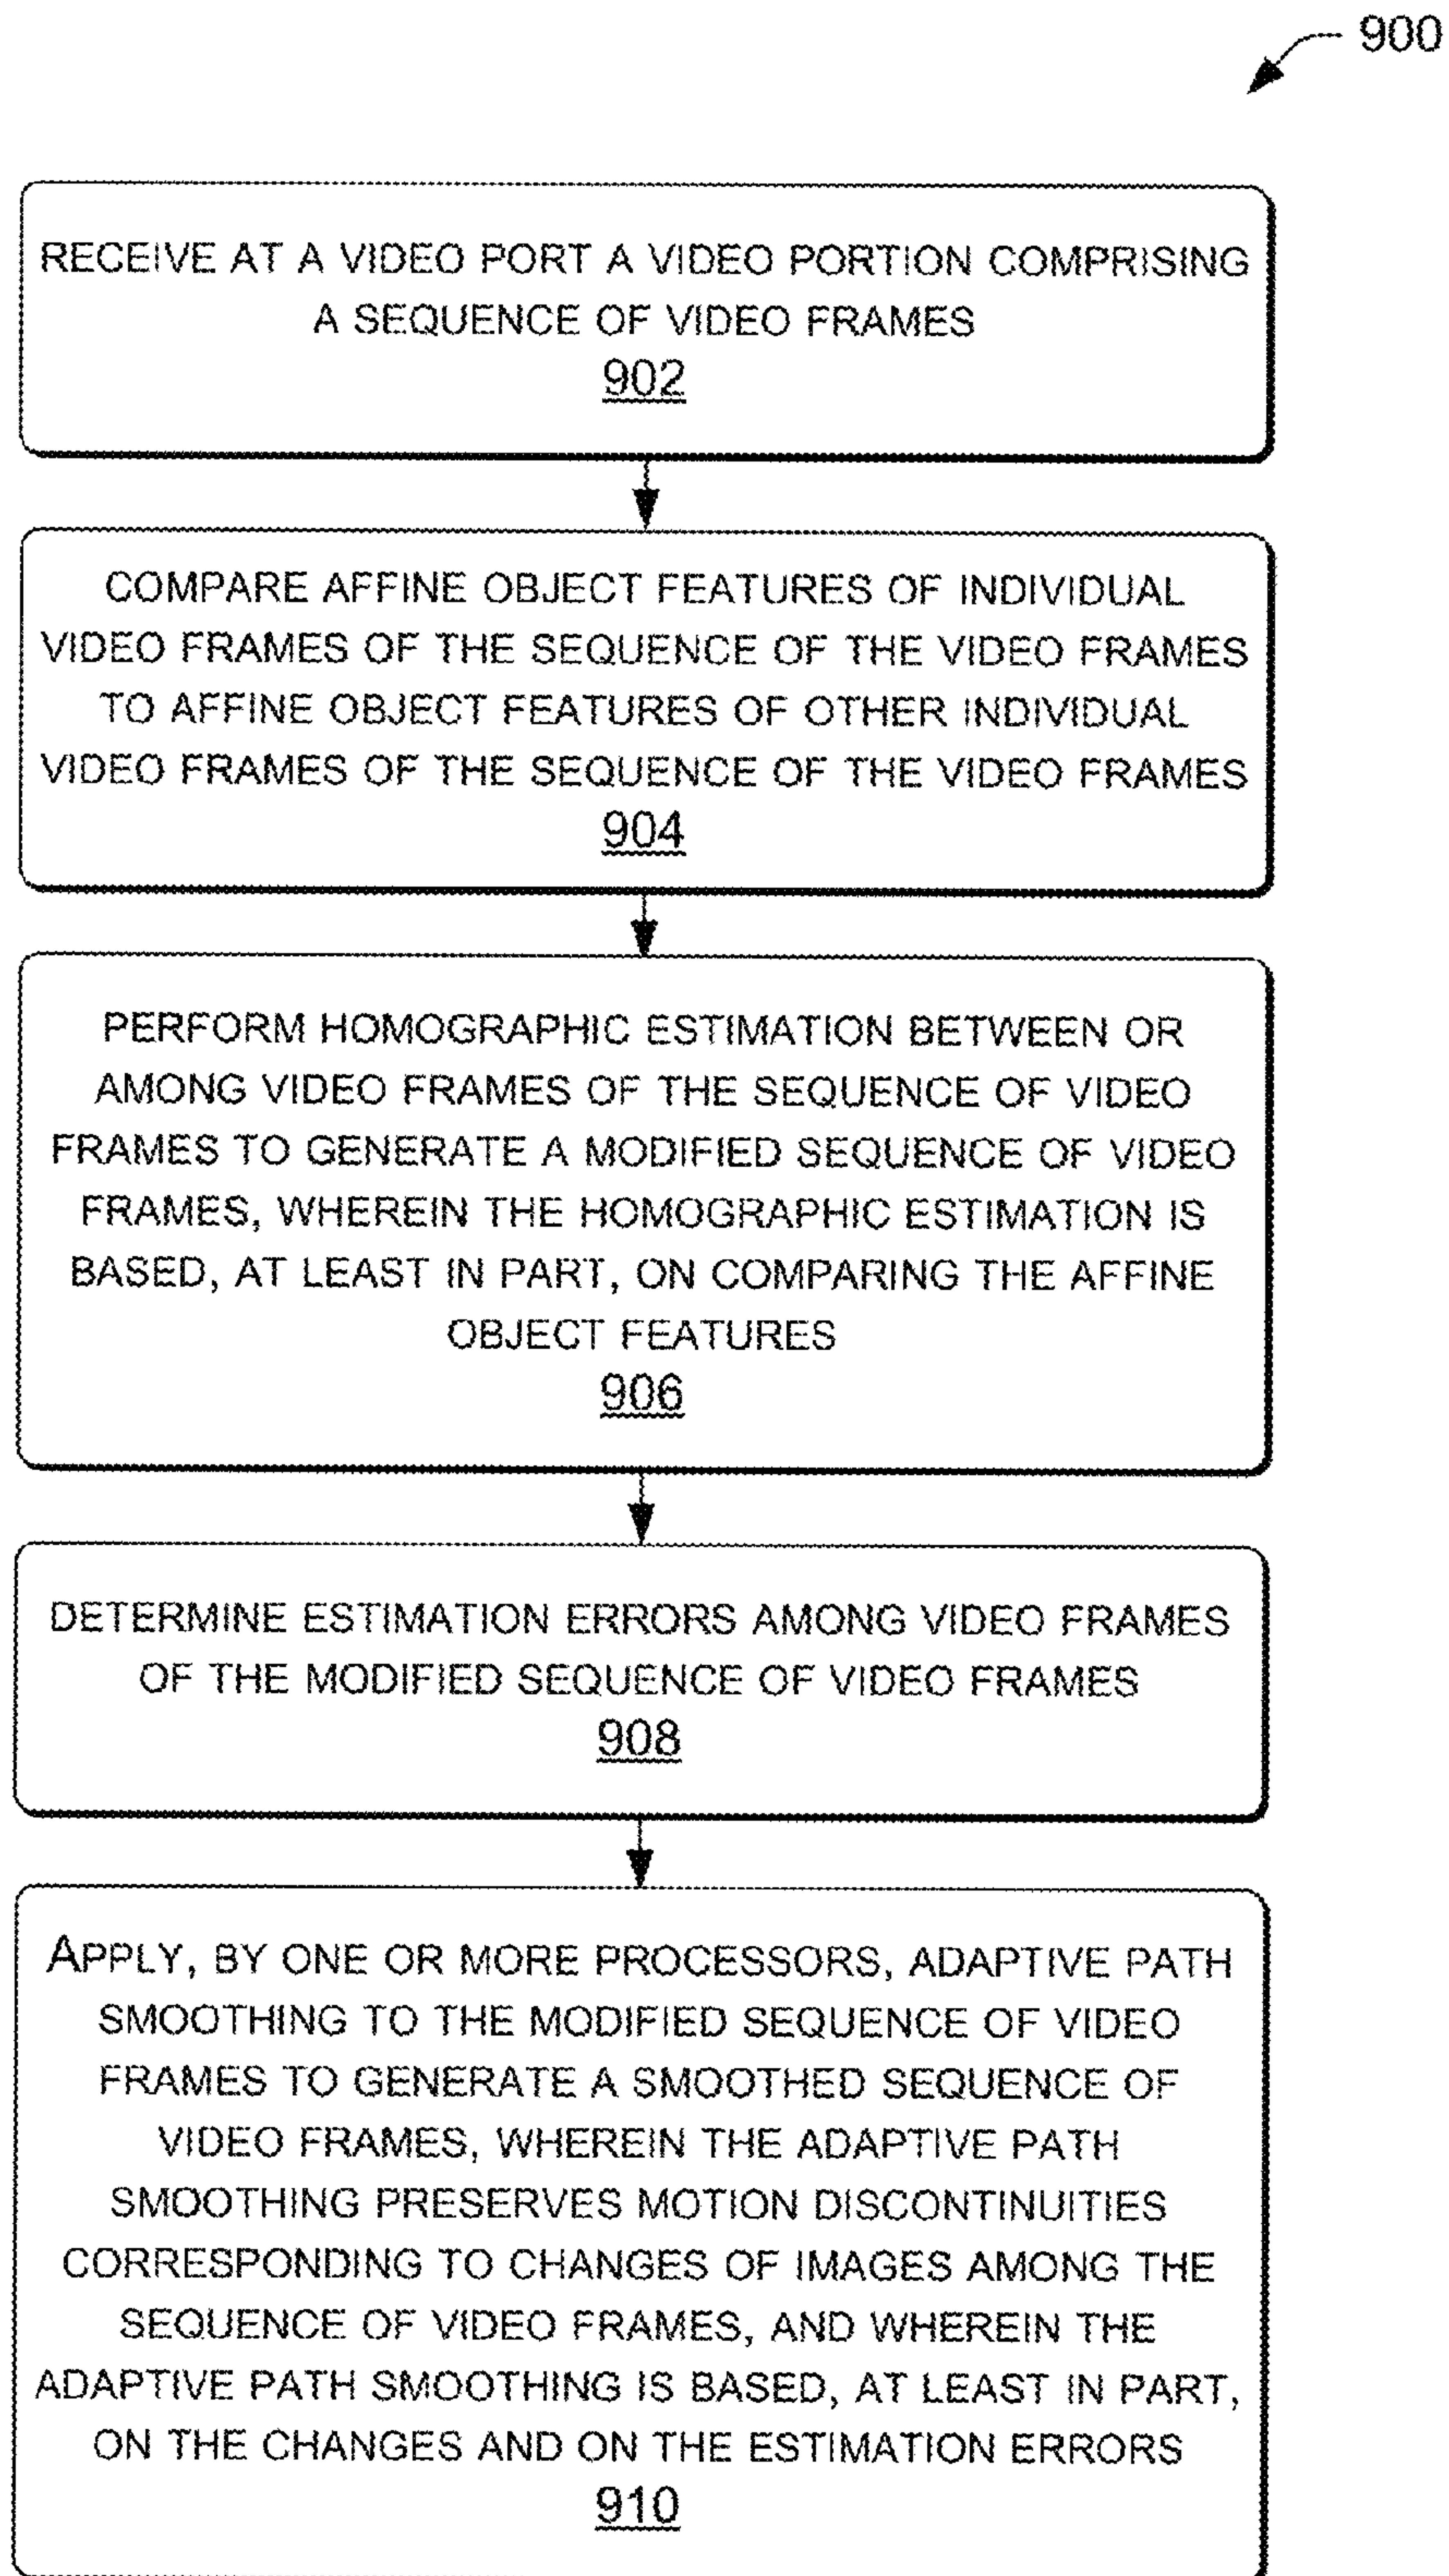 900
RECEIVE AT A VIDEO PORT A VIDEO PORTION COMPRISING
A SEQUENCE OF VIDEO FRAMES
902
COMPARE AFFINE OBJECT FEATURES OF INDIVIDUAL
VIDEO FRAMES OF THE SEQUENCE OF THE VIDEO FRAMES
TO AFFINE OBJECT FEATURES OF OTHER INDIVIDUAL
VIDEO FRAMES OF THE SEQUENCE OF THE VIDEO FRAMES
904
PERFORM HOMOGRAPHIC ESTIMATION BETWEEN OR
AMONG VIDEO FRAMES OF THE SEQUENCE OF VIDEO
FRAMES TO GENERATE A MODIFIED SEQUENCE OF VIDEO
FRAMES, WHEREIN THE HOMOGRAPHIC ESTIMATION IS
BASED, AT LEAST IN PART, ON COMPARING THE AFFINE
OBJECT FEATURES
906
DETERMINE ESTIMATION ERRORS AMONG VIDEO FRAMES
OF THE MODIFIED SEQUENCE OF VIDEO FRAMES
908
APPLY, BY ONE OR MORE PROCESSORS, ADAPTIVE PATH
SMOOTHING TO THE MODIFIED SEQUENCE OF VIDEO
FRAMES TO GENERATE A SMOOTHED SEQUENCE OF
VIDEO FRAMES, WHEREIN THE ADAPTIVE PATH
SMOOTHING PRESERVES MOTION DISCONTINUITIES
CORRESPONDING TO CHANGES OF IMAGES AMONG THE
SEQUENCE OF VIDEO FRAMES, AND WHEREIN THE
ADAPTIVE PATH SMOOTHING IS BASED, AT LEAST IN PART,
ON THE CHANGES AND ON THE ESTIMATION ERRORS
910